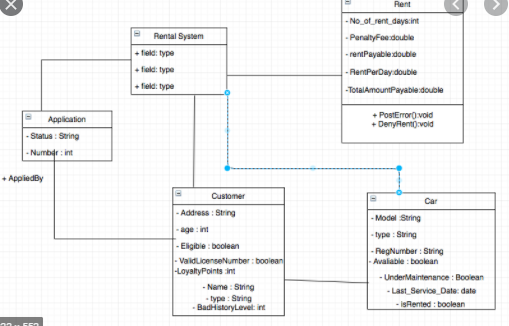 Rent
- No_of_rent_days:int
- PenaltyFee:double
- rentPayable:double
- RentPerDay:double
-TotalAmountPayable:double
+ PostError():void
+ DenyRent():void
Rental System
+ field: type
+ field: type
+ field: type
Application
- Status : String
- Number : int
+ AppliedBy
Customer
- Address : String
- age : int
- Eligible : boolean
- ValidLicenseNumber : boolean
-LoyaltyPoints :int
- Name : String
- type : String
- BadHistoryLevel: int
Car
- Model :String
- type : String
- RegNumber : String
- Avaliable : boolean
- UnderMaintenance : Boolean
- Last_Service_Date: date
- isRented : boolean